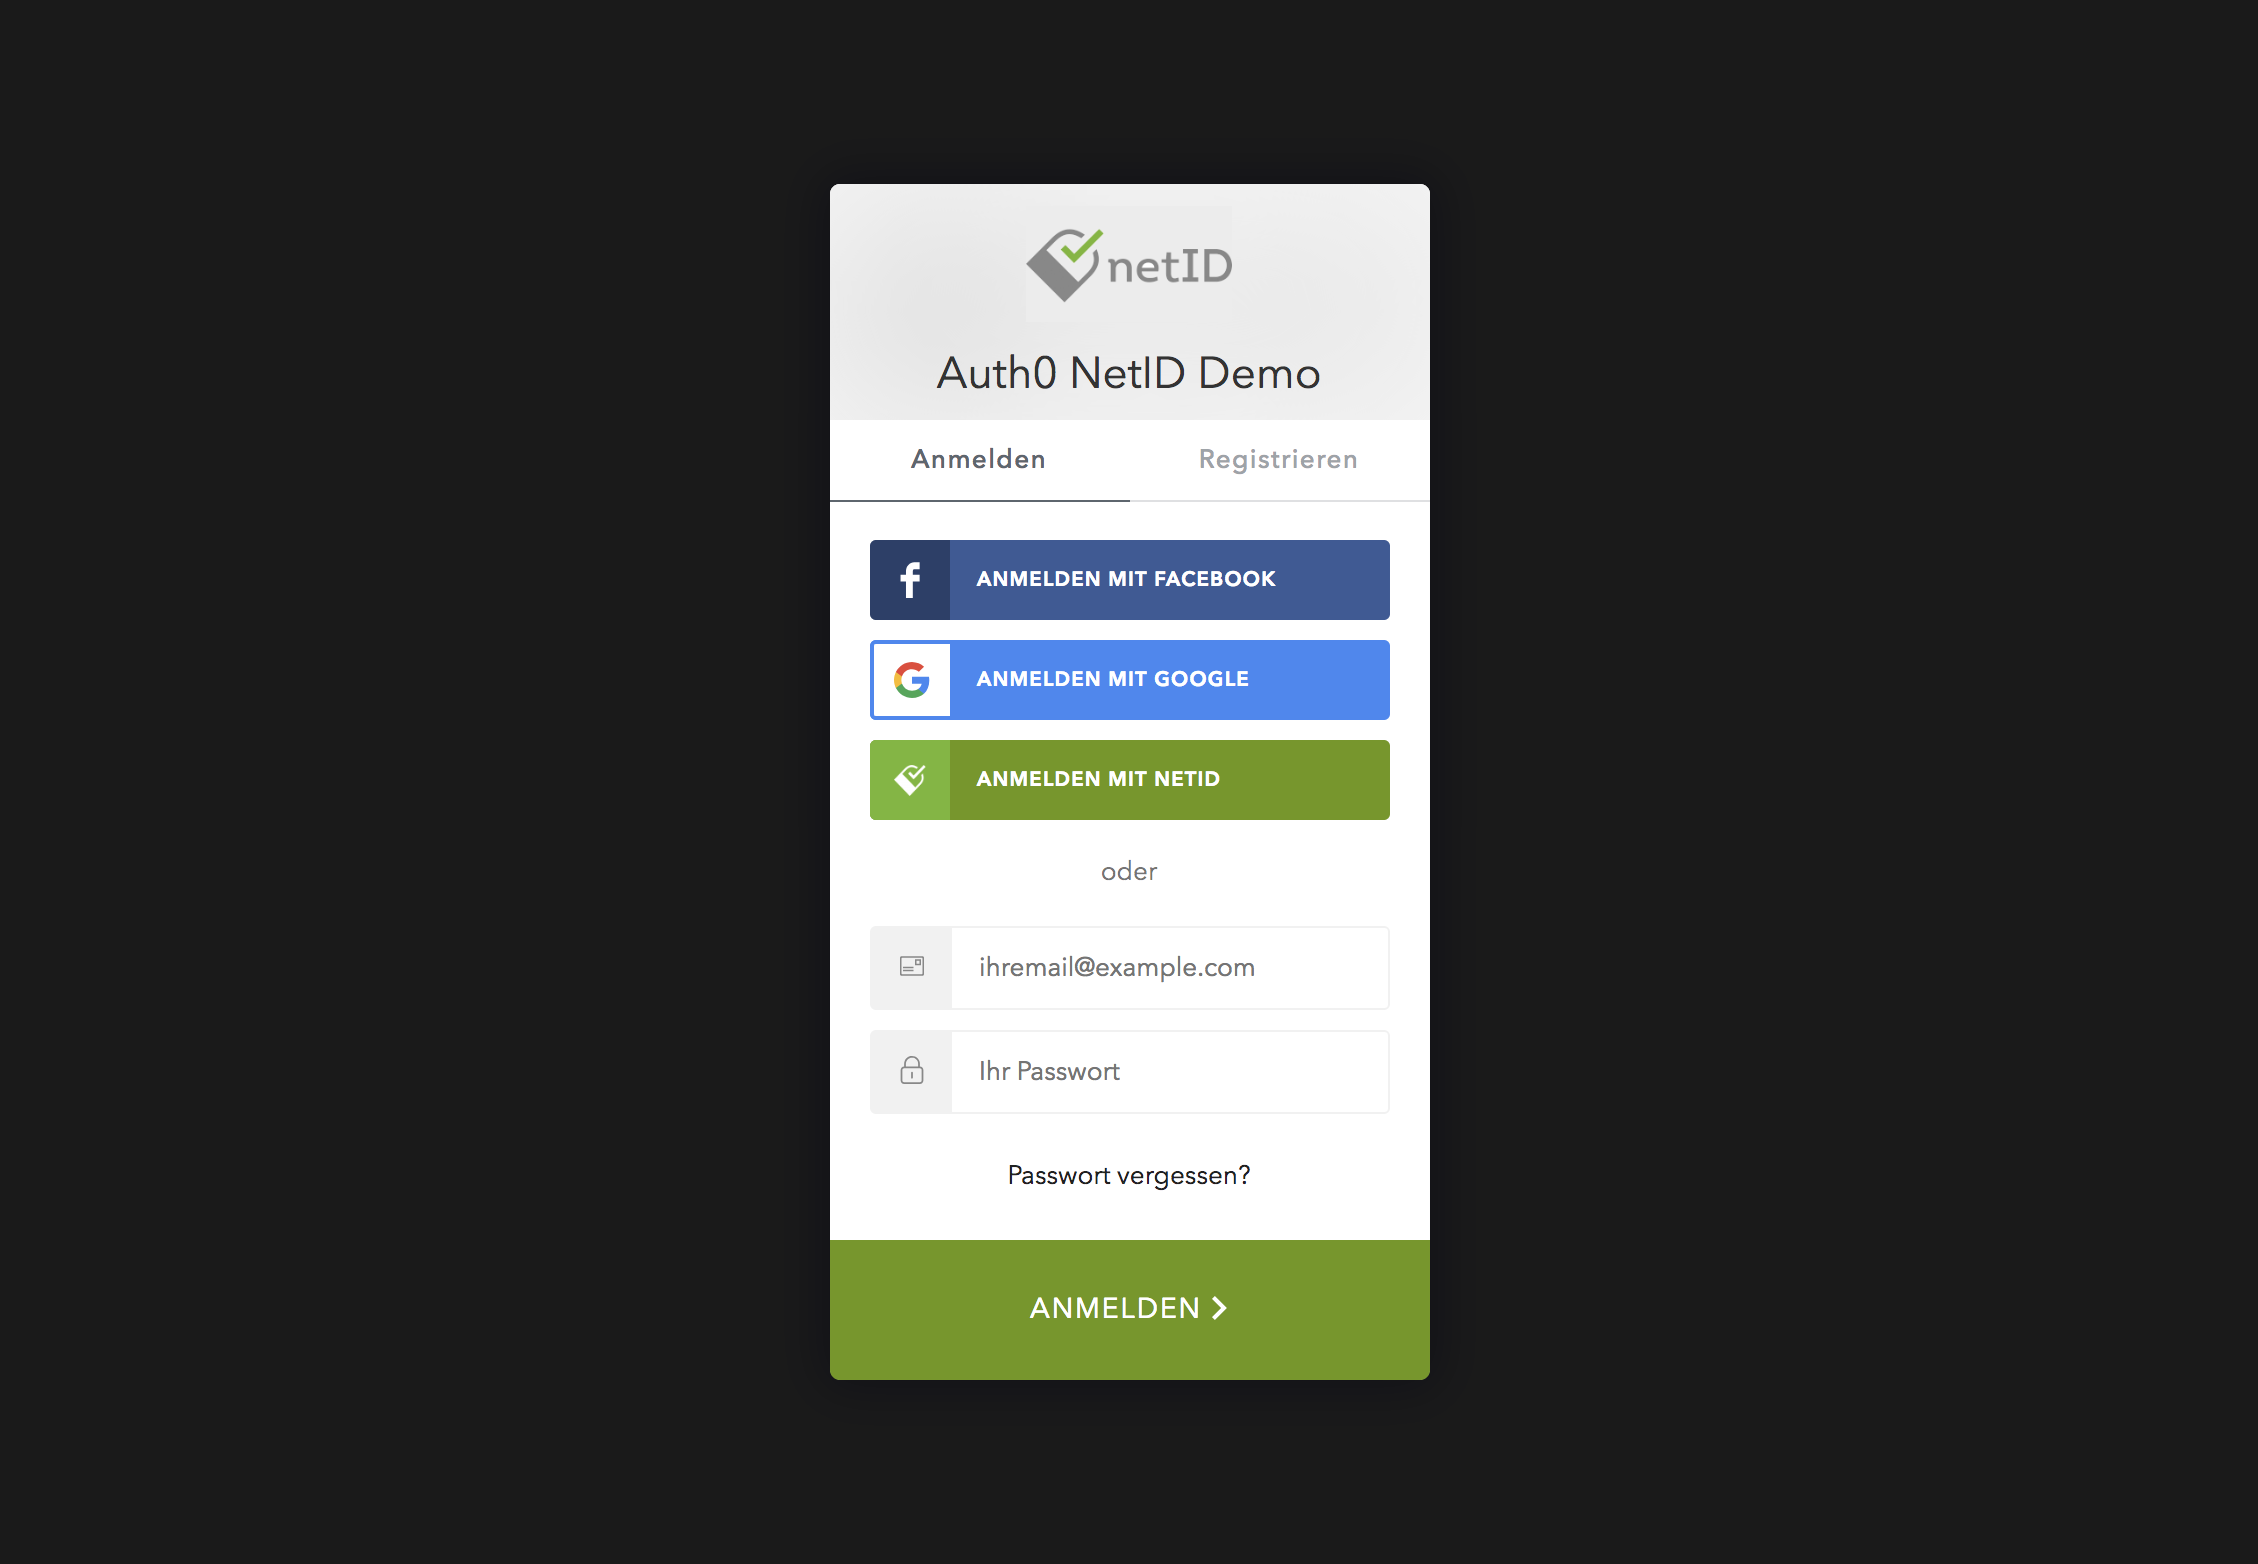 netID
Auth0 NetID Demo
Anmelden
Registrieren
ANMELDEN MIT FACEBOOK
ANMELDEN MIT GOOGLE
ANMELDEN MIT NETID
oder
ihremail@example.com
Ihr Passwort
Passwort vergessen?
ANMELDEN